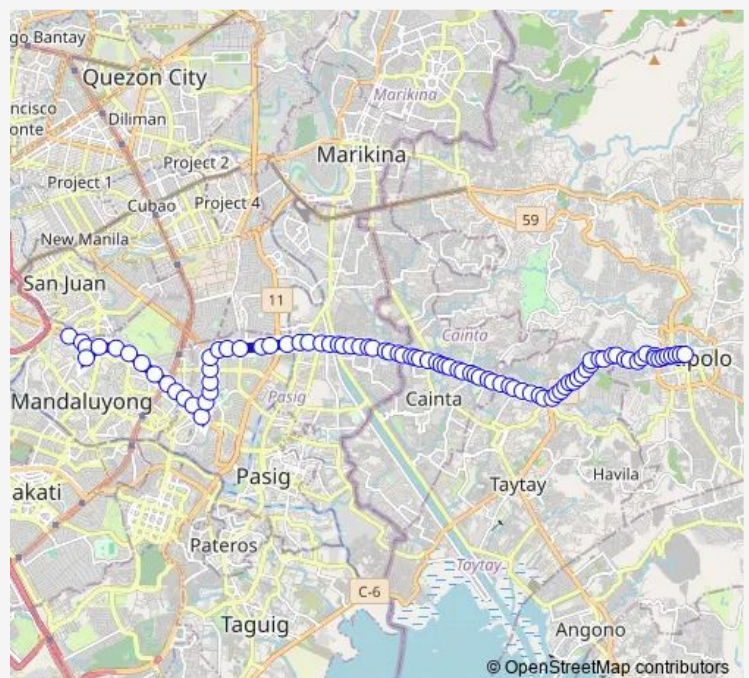 go Bantay
Quezon City
Marikina
ncisco
onte
Diliman
Marikina
Project 2
Project 1
Cubao
Project 4
59
New Manila
San Juan
11
Cainta
ipolo
Mandaluyong
Pasig
Cainta
Pasig
Havila
akati
Taytay
Pateros
Taytay
C-6
Taguig
Angono
© OpenStreetMap contributors